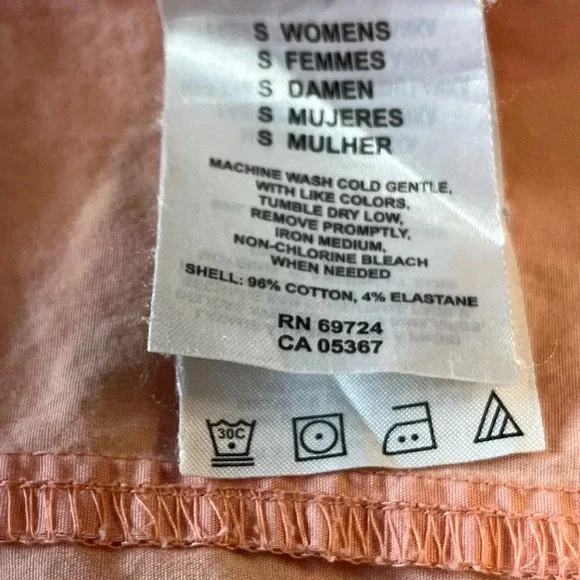 S WOMENS
S FEMMES
S DAMEN
S MUJERES
S MULHER
MACHINE WASH COLD GENTLE,
WITH LIKE COLORS,
TUMBLE DRY LOW,
REMOVE PROMPTLY,
IRON MEDIUM,
NON-CHLORINE BLEACH
WHEN NEEDED
SHELL: 96% COTTON, 4% ELASTANE
RN 69724
CA 05367
30C